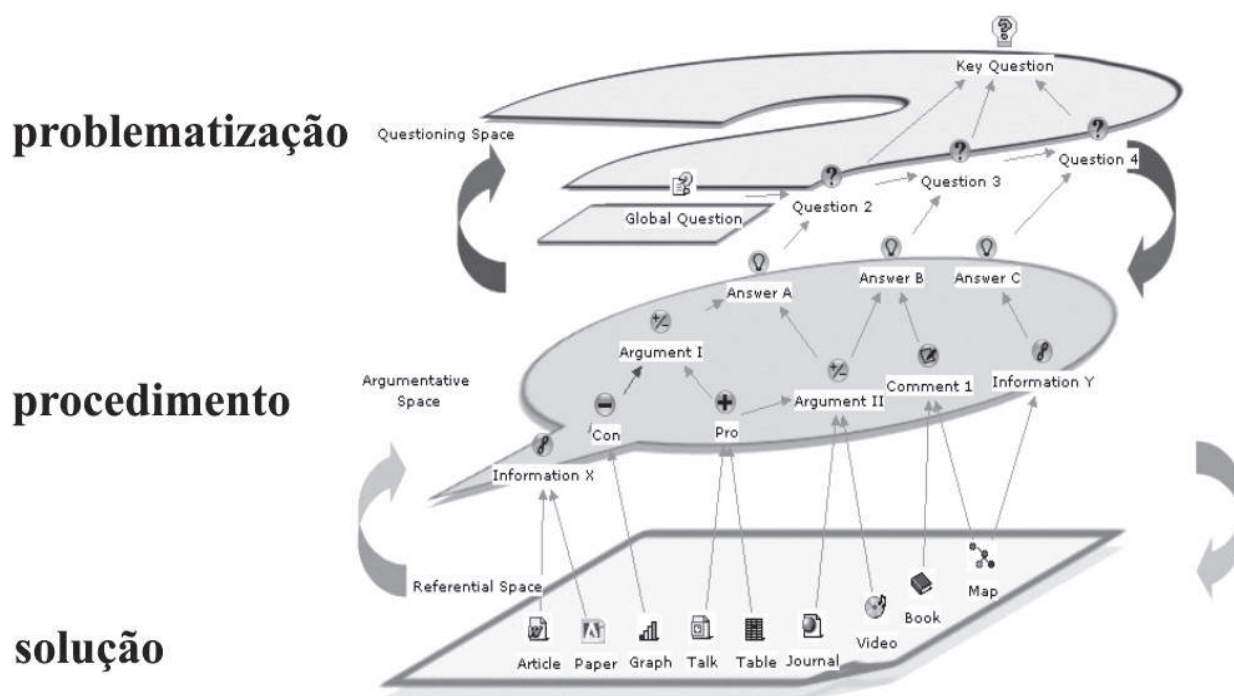 Key Question
problematização
Questioning Space
Question 4
Question 3
Question 2
Global Question
Answer A
Answer B
Answer C
Argument I
procedimento
Argumentative
Space
Argument II
Comment 1
Information Y
Con
Pro
Information X
Referential Space
Map
Book
Video
solução
Article
Paper
Graph
Talk
Table
Journal